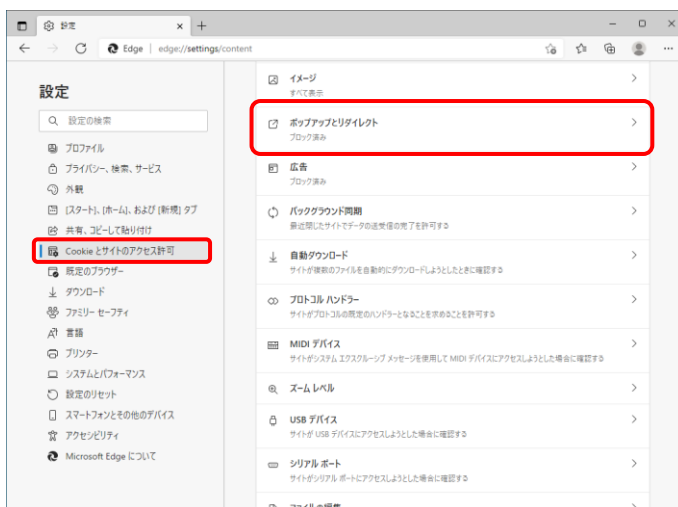 設定
Edge | edge://settings/content
設定
設定の検索
プロファイル
プライバシー、検索、サービス
外観
[スタート]、[ホーム]、および [新規] タブ
共有、コピーして貼り付け
Cookie とサイトのアクセス許可
既定のブラウザー
ダウンロード
ファミリー セーフティ
言語
プリンター
システムとパフォーマンス
設定のリセット
スマートフォンとその他のデバイス
アクセシビリティ
Microsoft Edge について
イメージ
すべて表示
ポップアップとリダイレクト
ブロック済み
広告
ブロック済み
バックグラウンド同期
最近閉じたサイトでデータの送受信の完了を許可する
自動ダウンロード
サイトが複数のファイルを自動的にダウンロードしようとしたときに確認する
プロトコル ハンドラー
サイトがプロトコルの既定のハンドラーとなることを求めることを許可する
MIDI デバイス
サイトがシステム エクスクルーシブ メッセージを使用して MIDI デバイスにアクセスしようとした場合に確認する
ズーム レベル
USB デバイス
サイトが USB デバイスにアクセスしようとした場合に確認する
シリアル ポート
サイトがシリアル ポートにアクセスしようとした場合に確認する
ファイルの編集